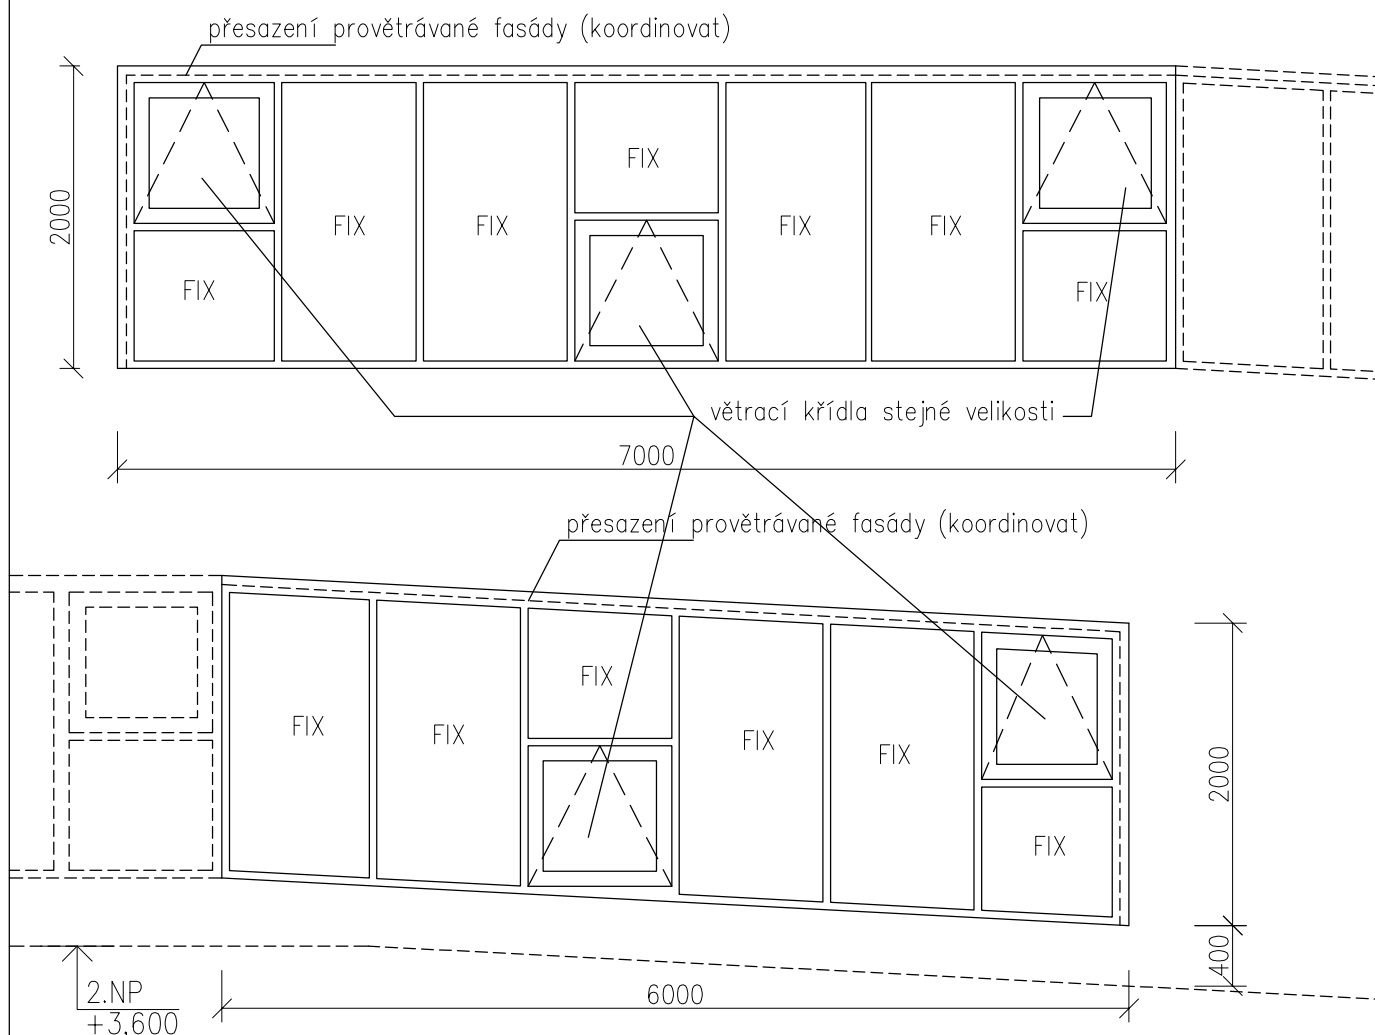 přesazení provětrávané fasády (koordinovat)
2000
FIX
FIX
FIX
FIX
FIX
FIX
FIX
větrací křídla stejné velikosti
7000
přesazení provětrávané fasády (koordinovat)
FIX
FIX
FIX
FIX
FIX
FIX
2000
400
2.NP
+3,600
6000